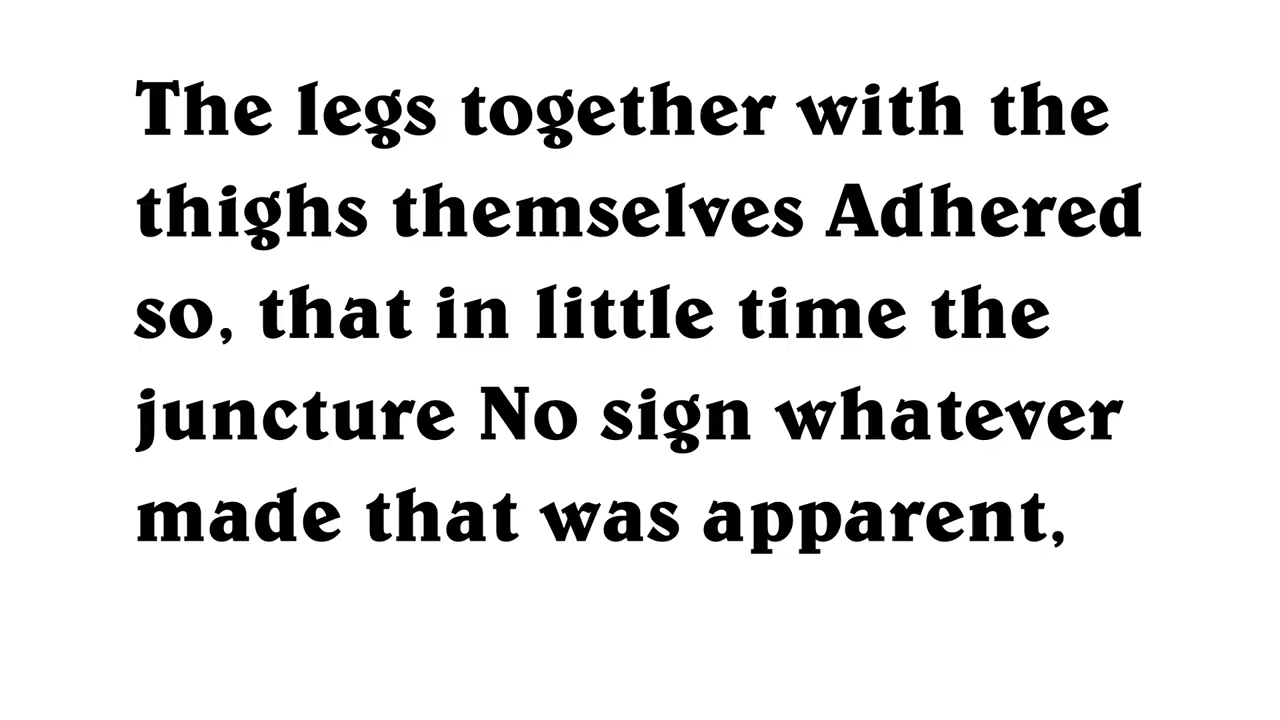 The legs together with the
thighs themselves Adhered
so, that in little time the
juncture No sign whatever
made that was apparent,